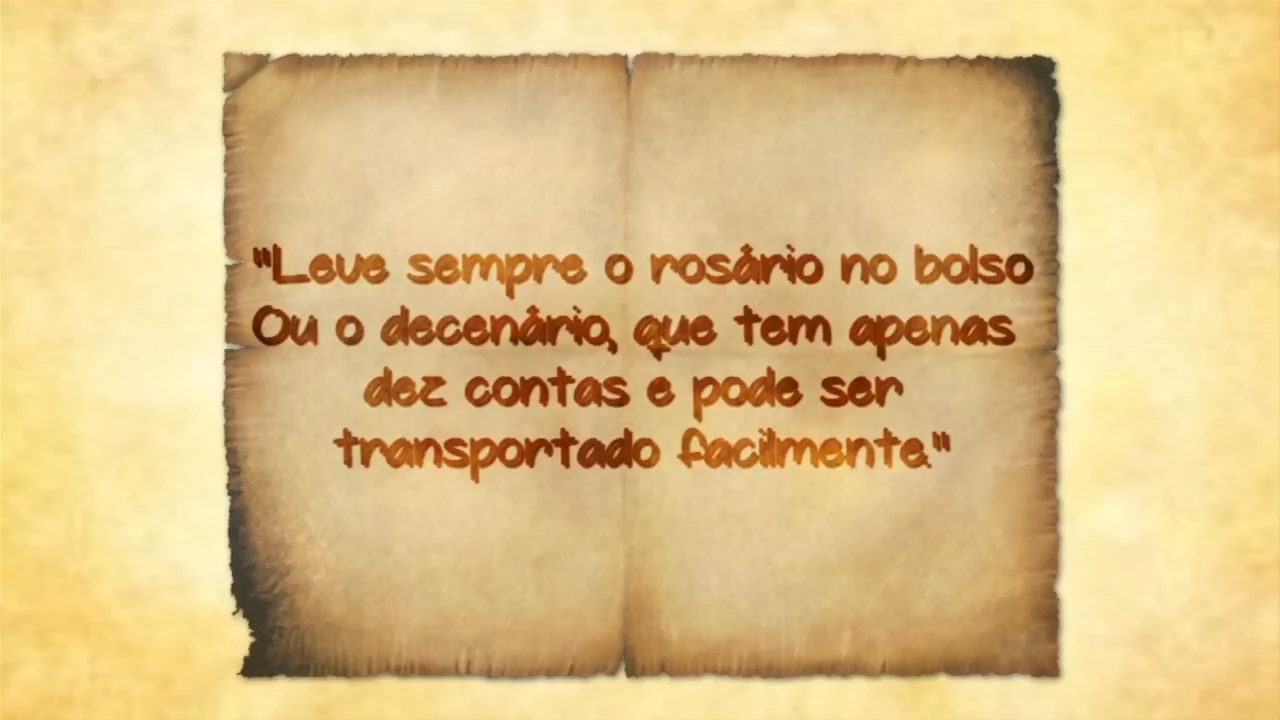 "Leve sempre o rosário no bolso
Ou o decenário, que tem apenas
dez contas e pode ser
transportado facilmente."